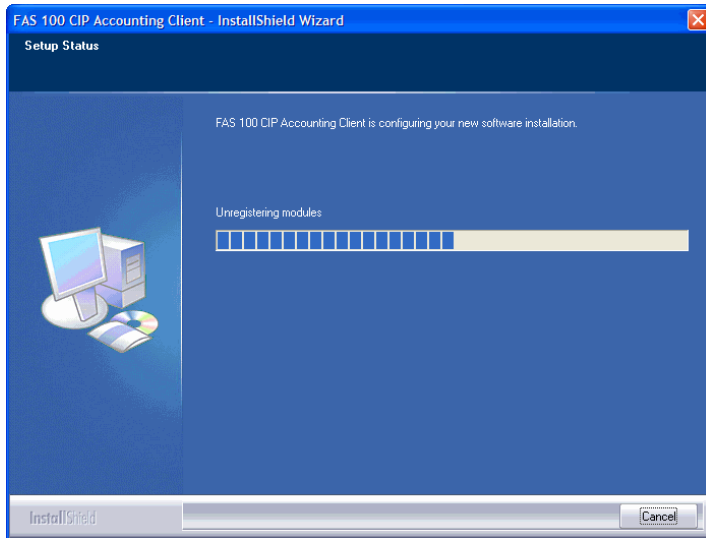 FAS 100 CIP Accounting Client - InstallShield Wizard
Setup Status
FAS 100 CIP Accounting Client is configuring your new software installation.
Unregistering modules
InstallShield
Cancel